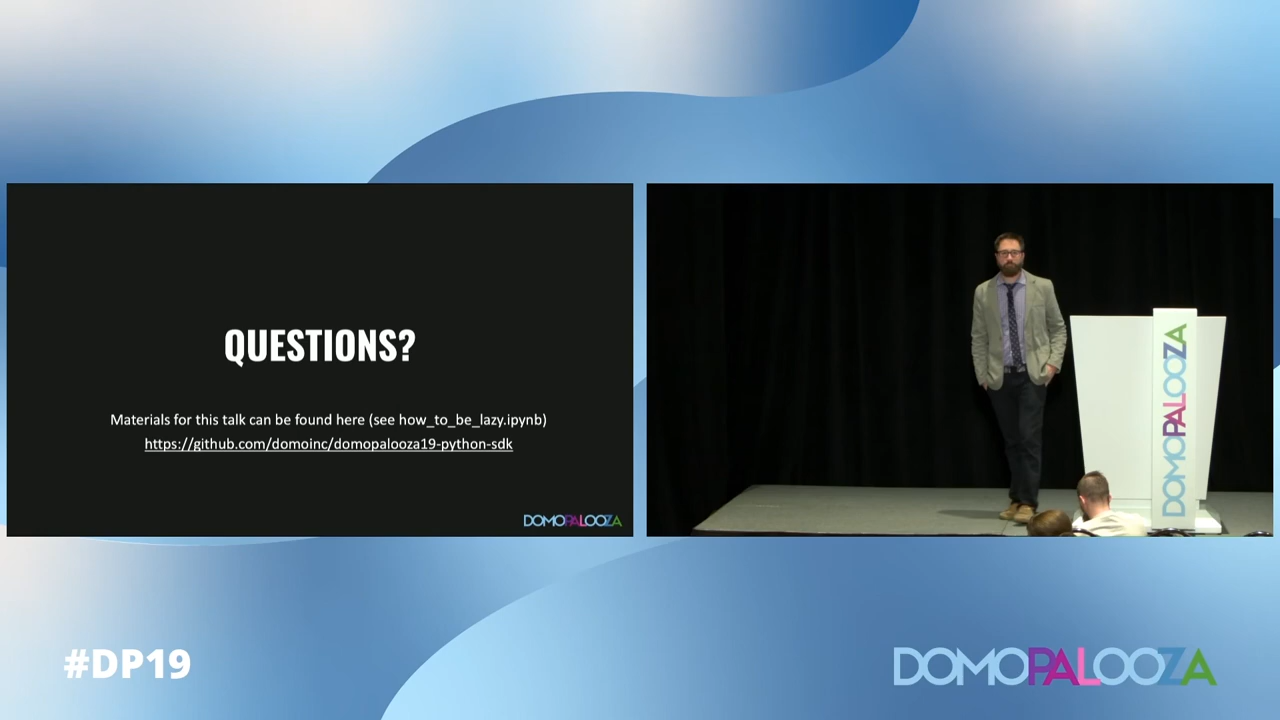 QUESTIONS?
Materials for this talk can be found here (see how_to_be_lazy.ipynb)
https://github.com/domoinc/domopalooza19-python-sdk
DOMOPALOOZA
DOMOPALOOZA
#DP19
DOMOPALOOZA